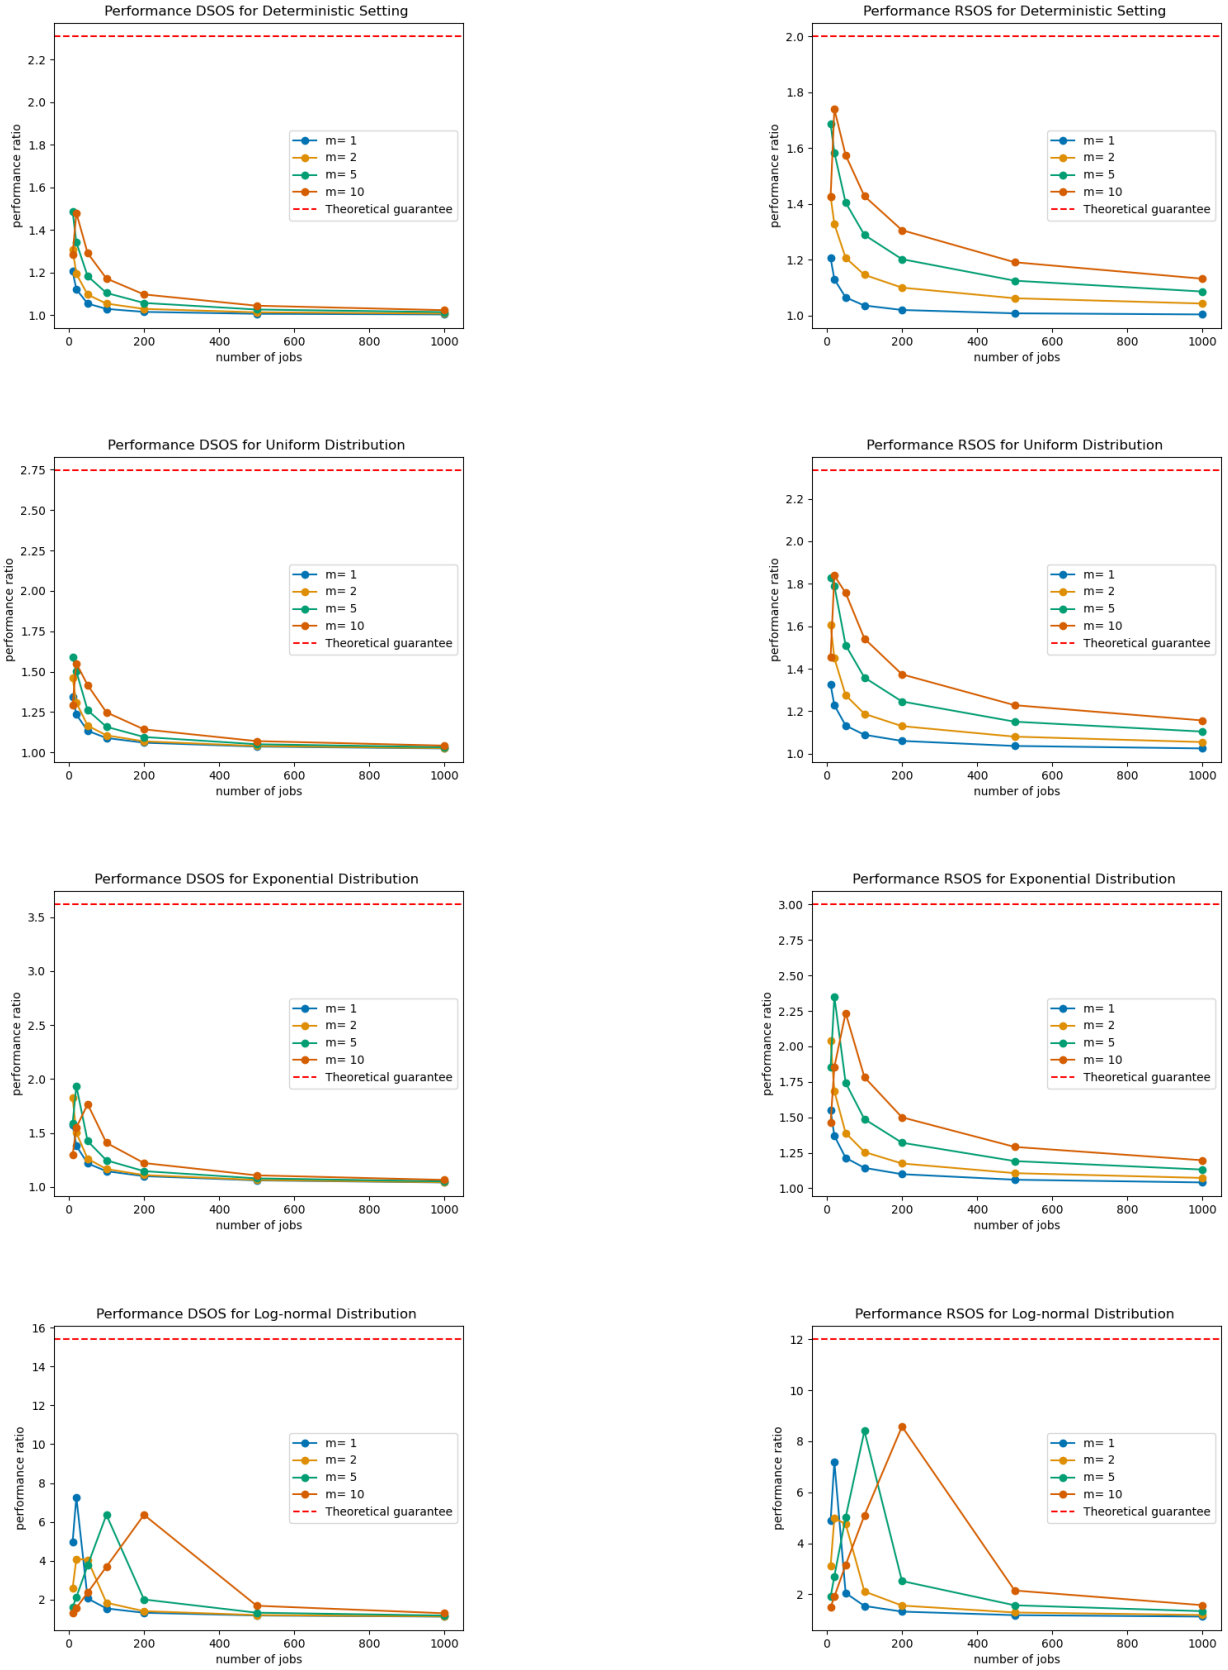 Performance DSOS for Deterministic Setting
2.2
2.0
1.8
1.6
1.4
1.2
1.0
performance ratio
m= 1
m= 2
m= 5
m= 10
Theoretical guarantee
0 200 400 600 800 1000
number of jobs
Performance RSOS for Deterministic Setting
2.0
1.8
1.6
1.4
1.2
1.0
performance ratio
m= 1
m= 2
m= 5
m= 10
Theoretical guarantee
0 200 400 600 800 1000
number of jobs
Performance DSOS for Uniform Distribution
2.75
2.50
2.25
2.00
1.75
1.50
1.25
1.00
performance ratio
m= 1
m= 2
m= 5
m= 10
Theoretical guarantee
0 200 400 600 800 1000
number of jobs
Performance RSOS for Uniform Distribution
2.2
2.0
1.8
1.6
1.4
1.2
1.0
performance ratio
m= 1
m= 2
m= 5
m= 10
Theoretical guarantee
0 200 400 600 800 1000
number of jobs
Performance DSOS for Exponential Distribution
3.5
3.0
2.5
2.0
1.5
1.0
performance ratio
m= 1
m= 2
m= 5
m= 10
Theoretical guarantee
0 200 400 600 800 1000
number of jobs
Performance RSOS for Exponential Distribution
3.00
2.75
2.50
2.25
2.00
1.75
1.50
1.25
1.00
performance ratio
m= 1
m= 2
m= 5
m= 10
Theoretical guarantee
0 200 400 600 800 1000
number of jobs
Performance DSOS for Log-normal Distribution
16
14
12
10
8
6
4
2
performance ratio
m= 1
m= 2
m= 5
m= 10
Theoretical guarantee
0 200 400 600 800 1000
number of jobs
Performance RSOS for Log-normal Distribution
12
10
8
6
4
2
performance ratio
m= 1
m= 2
m= 5
m= 10
Theoretical guarantee
0 200 400 600 800 1000
number of jobs